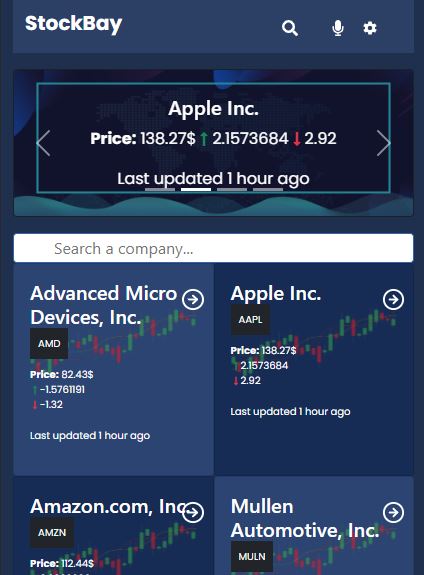 StockBay
Apple Inc.
Price: 138.27$ ↑ 2.1573684 ↓ 2.92
Last updated 1 hour ago
Search a company...
Advanced Micro
Devices, Inc.
AMD
Price: 82.43$
↑ -1.5761191
↓ -1.32
Last updated 1 hour ago
Apple Inc.
AAPL
Price: 138.27$
↑ 2.1573684
↓ 2.92
Last updated 1 hour ago
Amazon.com, Inc.
AMZN
Price: 112.44$
Mullen
Automotive, Inc.
MULN